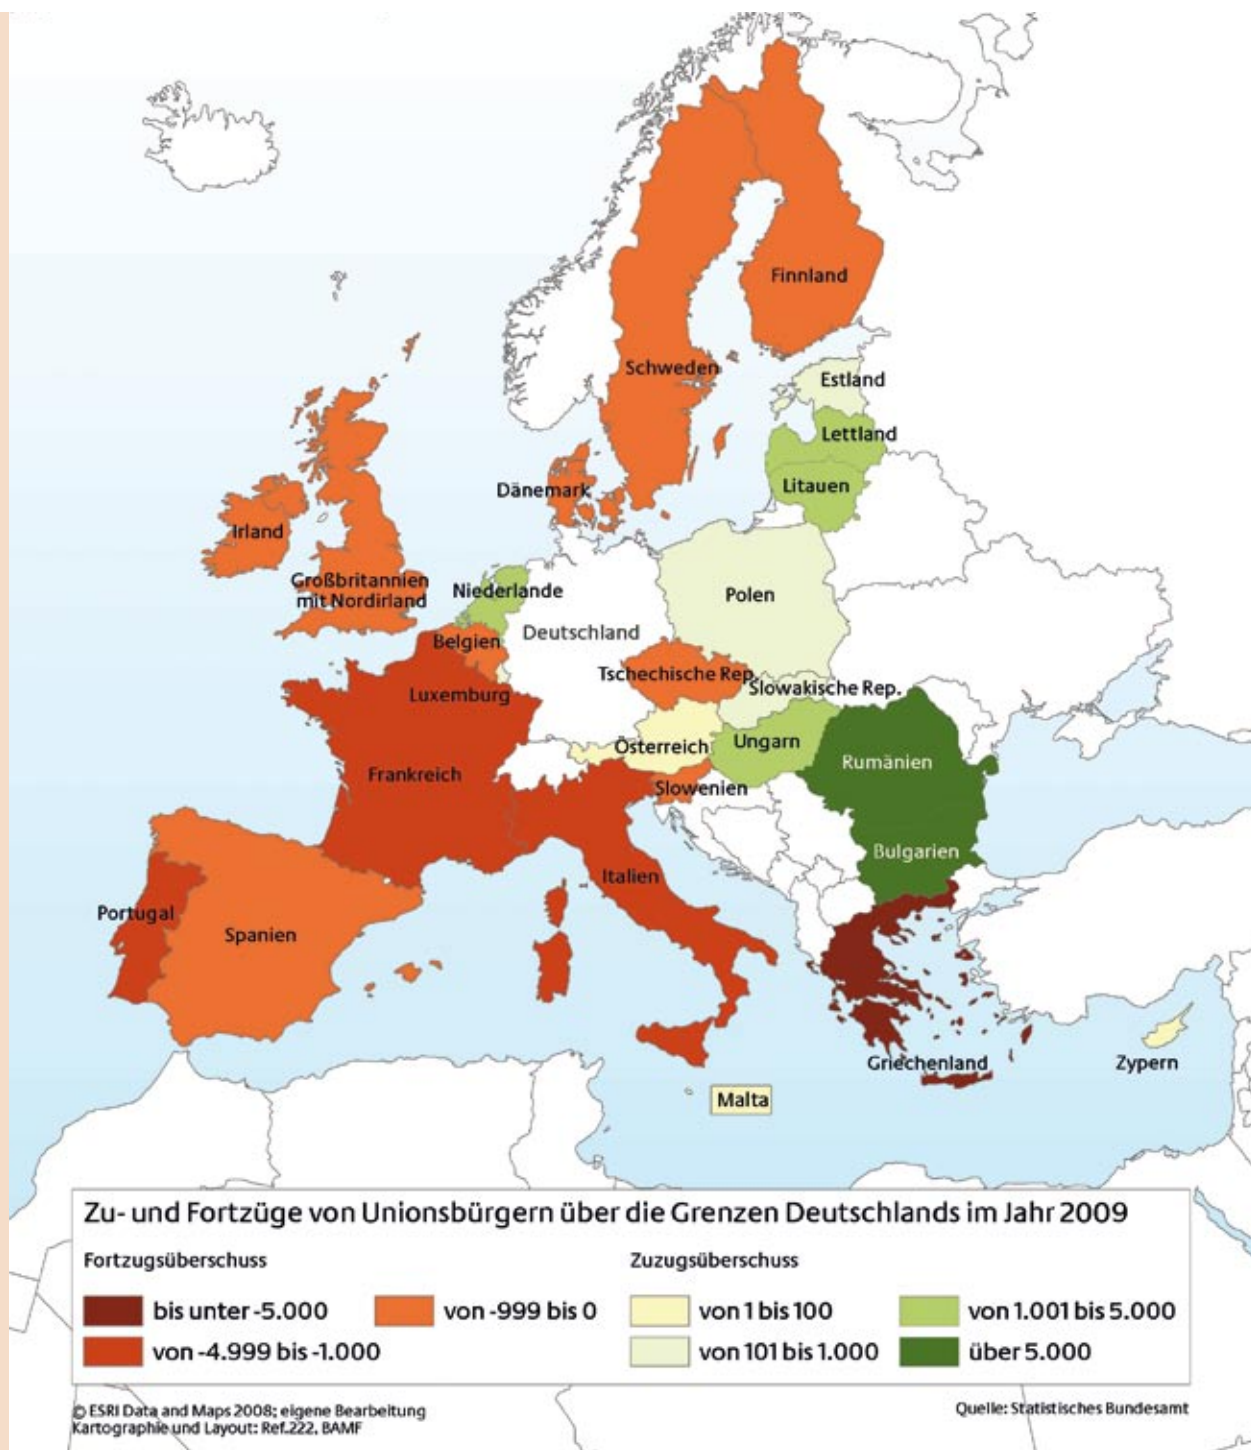 Finnland
Schweden
Estland
Lettland
Litauen
Dänemark
Irland
Großbritannien
mit Nordirland
Niederlande
Polen
Deutschland
Belgien
Tschechische Rep.
Luxemburg
Slowakische Rep.
Österreich
Ungarn
Rumänien
Frankreich
Slowenien
Bulgarien
Italien
Portugal
Spanien
Griechenland
Zypern
Malta
Zu- und Fortzüge von Unionsbürgern über die Grenzen Deutschlands im Jahr 2009
Fortzugsüberschuss
bis unter -5.000
von -999 bis 0
von -4.999 bis -1.000
Zuzugsüberschuss
von 1 bis 100
von 1.001 bis 5.000
von 101 bis 1.000
über 5.000
© ESRI Data and Maps 2008; eigene Bearbeitung
Kartographie und Layout: Ref.222, BAMF
Quelle: Statistisches Bundesamt